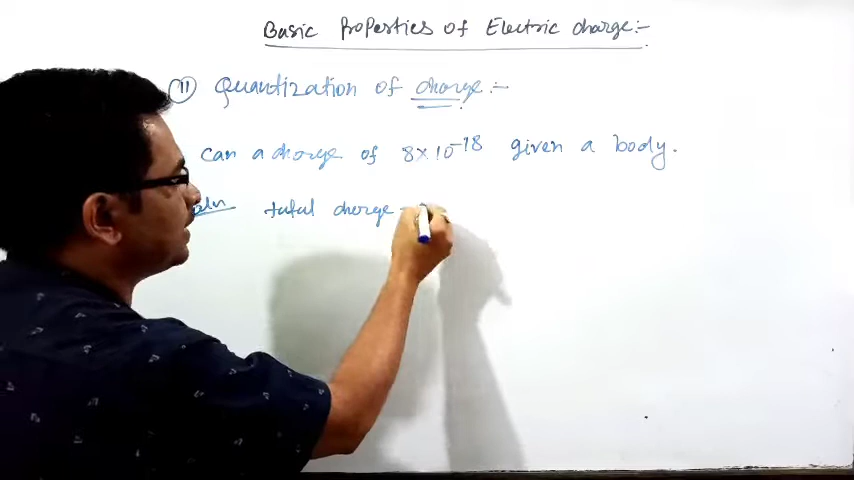 Basic Properties of Electric charge:-
(11) Quantization of charge:-
can a charge of 8×10⁻¹⁸ given a body.
soln total charge